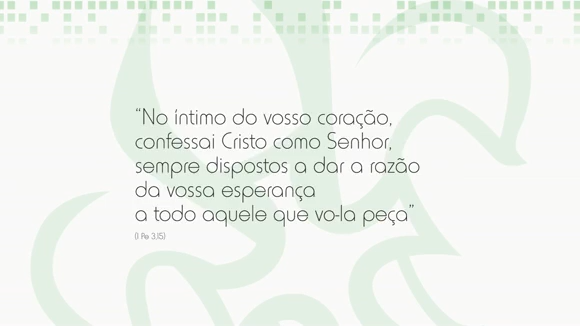 “No íntimo do vosso coração,
confessai Cristo como Senhor,
sempre dispostos a dar a razão
da vossa esperança
a todo aquele que vo-la peça”
(1 Pe 3,15)